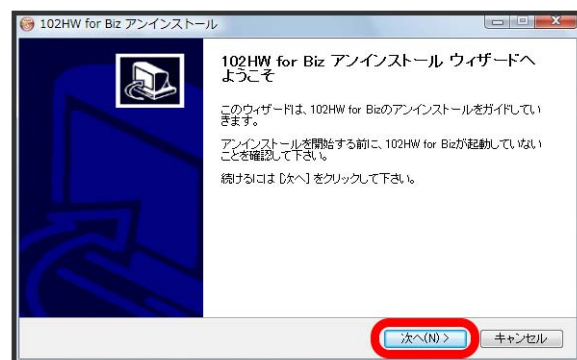 102HW for Biz アンインストール
102HW for Biz アンインストール ウィザードへ
ようこそ
このウィザードは、102HW for Bizのアンインストールをガイドしてい
きます。
アンインストールを開始する前に、102HW for Bizが起動していない
ことを確認して下さい。
続けるには [次へ] をクリックして下さい。
次へ(N) >
キャンセル